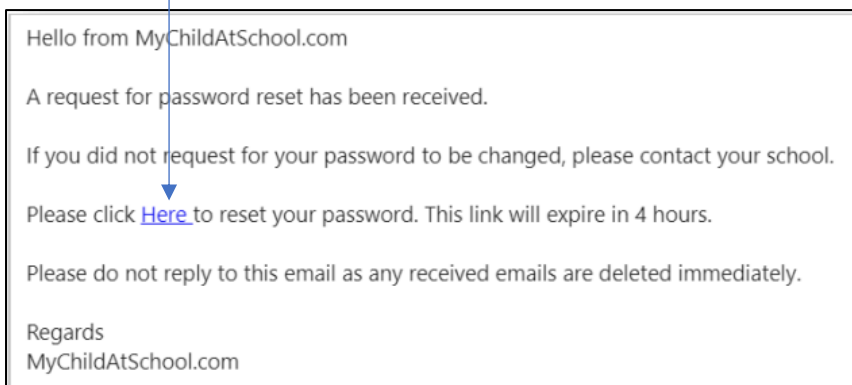 Hello from MyChildAtSchool.com
A request for password reset has been received.
If you did not request for your password to be changed, please contact your school.
Please click Here to reset your password. This link will expire in 4 hours.
Please do not reply to this email as any received emails are deleted immediately.
Regards
MyChildAtSchool.com